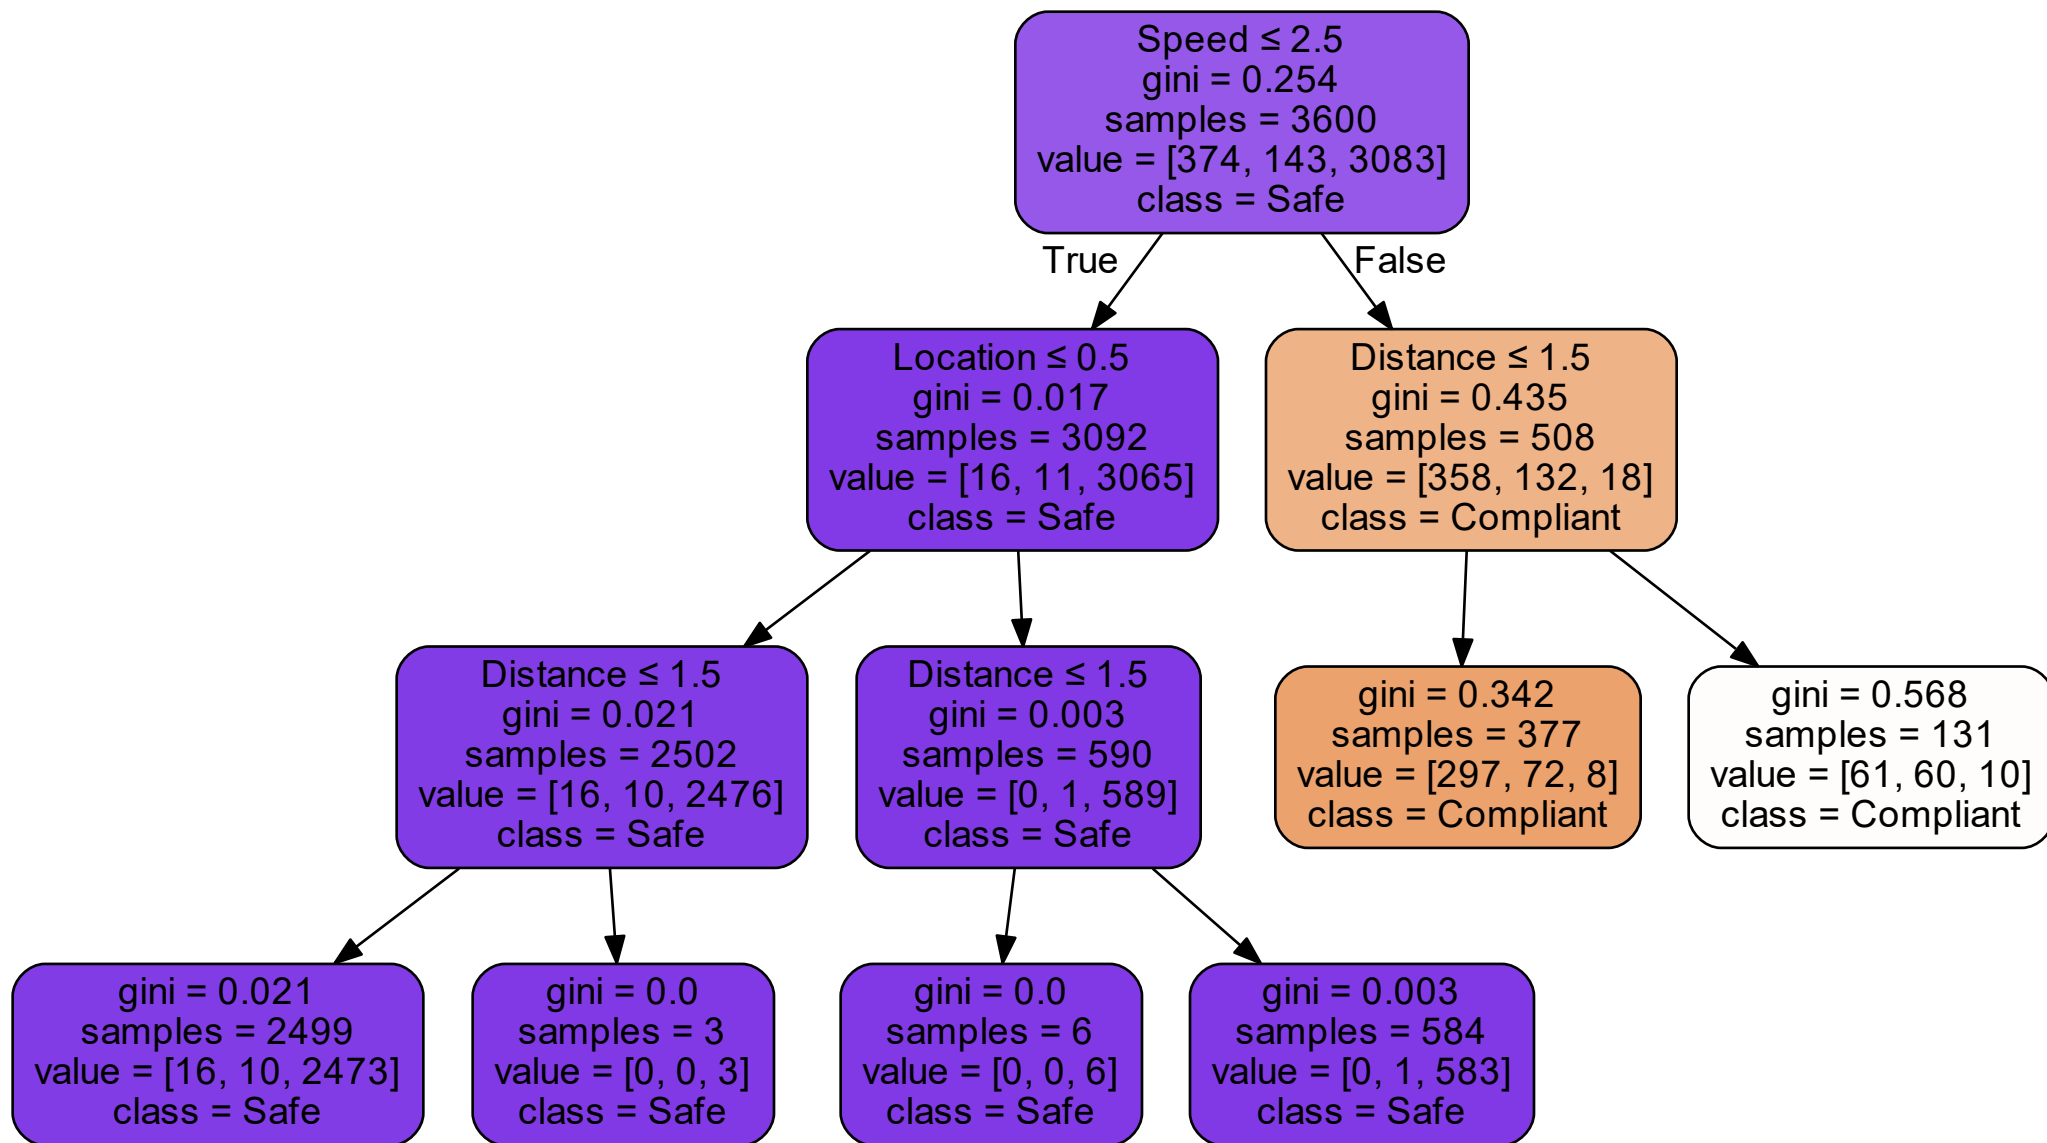 Speed ≤ 2.5
gini = 0.254
samples = 3600
value = [374, 143, 3083]
class = Safe
True
False
Location ≤ 0.5
gini = 0.017
samples = 3092
value = [16, 11, 3065]
class = Safe
Distance ≤ 1.5
gini = 0.435
samples = 508
value = [358, 132, 18]
class = Compliant
Distance ≤ 1.5
gini = 0.021
samples = 2502
value = [16, 10, 2476]
class = Safe
Distance ≤ 1.5
gini = 0.003
samples = 590
value = [0, 1, 589]
class = Safe
gini = 0.342
samples = 377
value = [297, 72, 8]
class = Compliant
gini = 0.568
samples = 131
value = [61, 60, 10]
class = Compliant
gini = 0.021
samples = 2499
value = [16, 10, 2473]
class = Safe
gini = 0.0
samples = 3
value = [0, 0, 3]
class = Safe
gini = 0.0
samples = 6
value = [0, 0, 6]
class = Safe
gini = 0.003
samples = 584
value = [0, 1, 583]
class = Safe